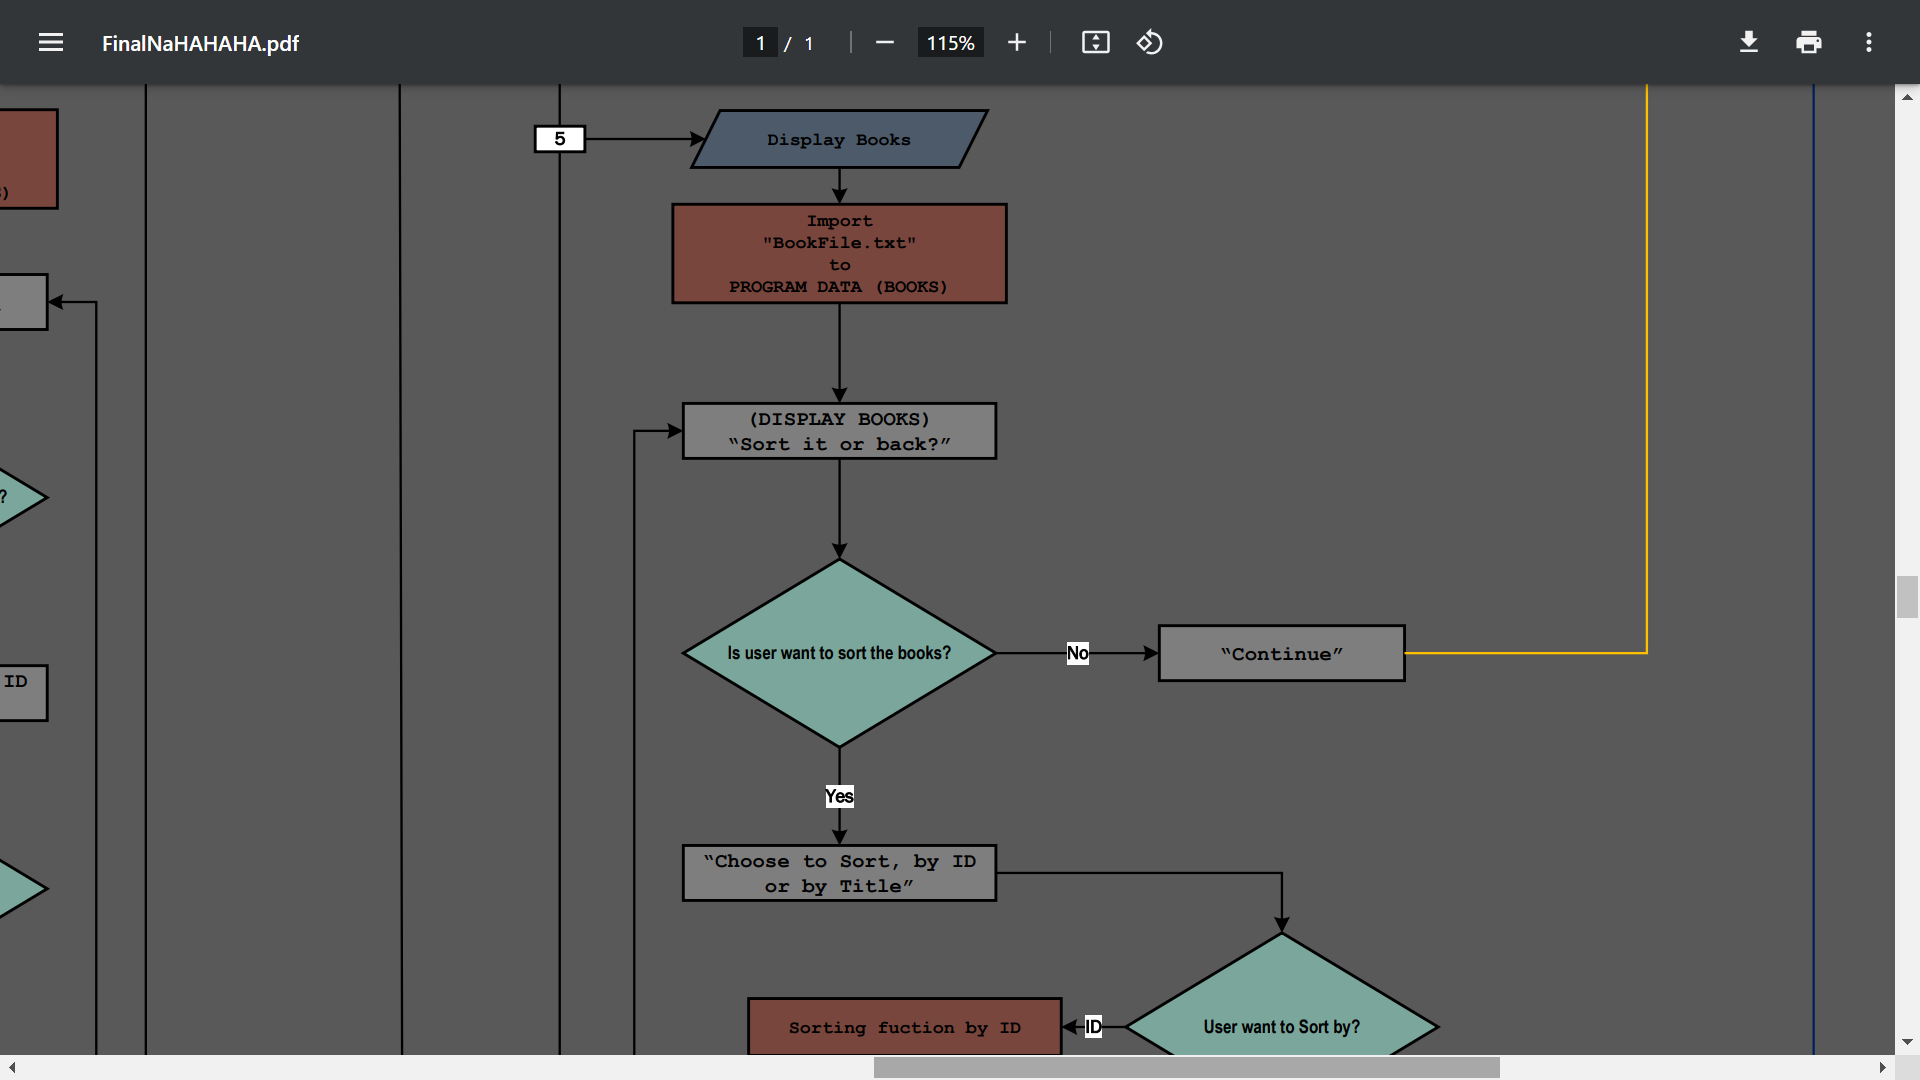 FinalNaHAHAHA.pdf
1 / 1
115%
5
Display Books
Import
"BookFile.txt"
to
PROGRAM DATA (BOOKS)
(DISPLAY BOOKS)
“Sort it or back?”
?
Is user want to sort the books?
No
“Continue”
ID
Yes
“Choose to Sort, by ID
or by Title”
Sorting fuction by ID
ID
User want to Sort by?